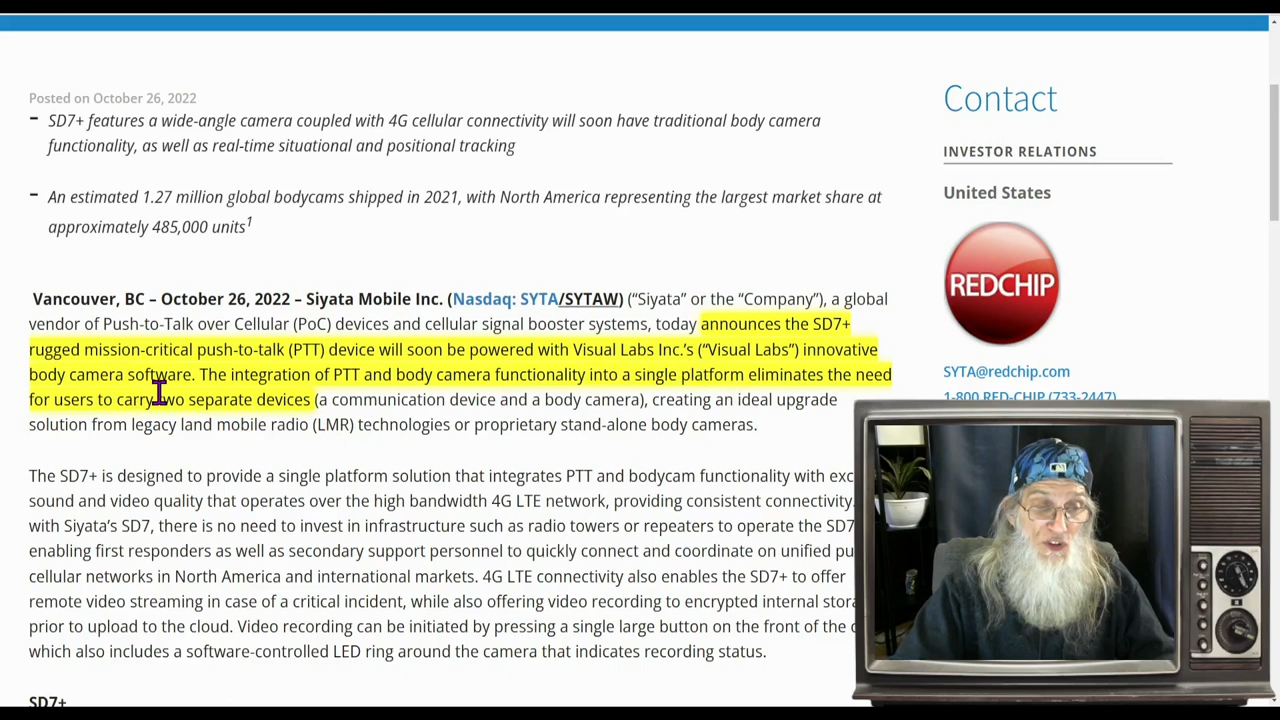 Posted on October 26, 2022
- SD7+ features a wide-angle camera coupled with 4G cellular connectivity will soon have traditional body camera
functionality, as well as real-time situational and positional tracking
- An estimated 1.27 million global bodycams shipped in 2021, with North America representing the largest market share at
approximately 485,000 units1
Vancouver, BC – October 26, 2022 – Siyata Mobile Inc. (Nasdaq: SYTA/SYTAW) (“Siyata” or the “Company”), a global
vendor of Push-to-Talk over Cellular (PoC) devices and cellular signal booster systems, today announces the SD7+
rugged mission-critical push-to-talk (PTT) device will soon be powered with Visual Labs Inc.’s (“Visual Labs”) innovative
body camera software. The integration of PTT and body camera functionality into a single platform eliminates the need
for users to carry two separate devices (a communication device and a body camera), creating an ideal upgrade
solution from legacy land mobile radio (LMR) technologies or proprietary stand-alone body cameras.
The SD7+ is designed to provide a single platform solution that integrates PTT and bodycam functionality with exc
sound and video quality that operates over the high bandwidth 4G LTE network, providing consistent connectivity.
with Siyata’s SD7, there is no need to invest in infrastructure such as radio towers or repeaters to operate the SD7
enabling first responders as well as secondary support personnel to quickly connect and coordinate on unified pu
cellular networks in North America and international markets. 4G LTE connectivity also enables the SD7+ to offer
remote video streaming in case of a critical incident, while also offering video recording to encrypted internal stora
prior to upload to the cloud. Video recording can be initiated by pressing a single large button on the front of the
which also includes a software-controlled LED ring around the camera that indicates recording status.
SD7+
Contact
INVESTOR RELATIONS
United States
REDCHIP
SYTA@redchip.com
1-800 RED-CHIP (733-2447)